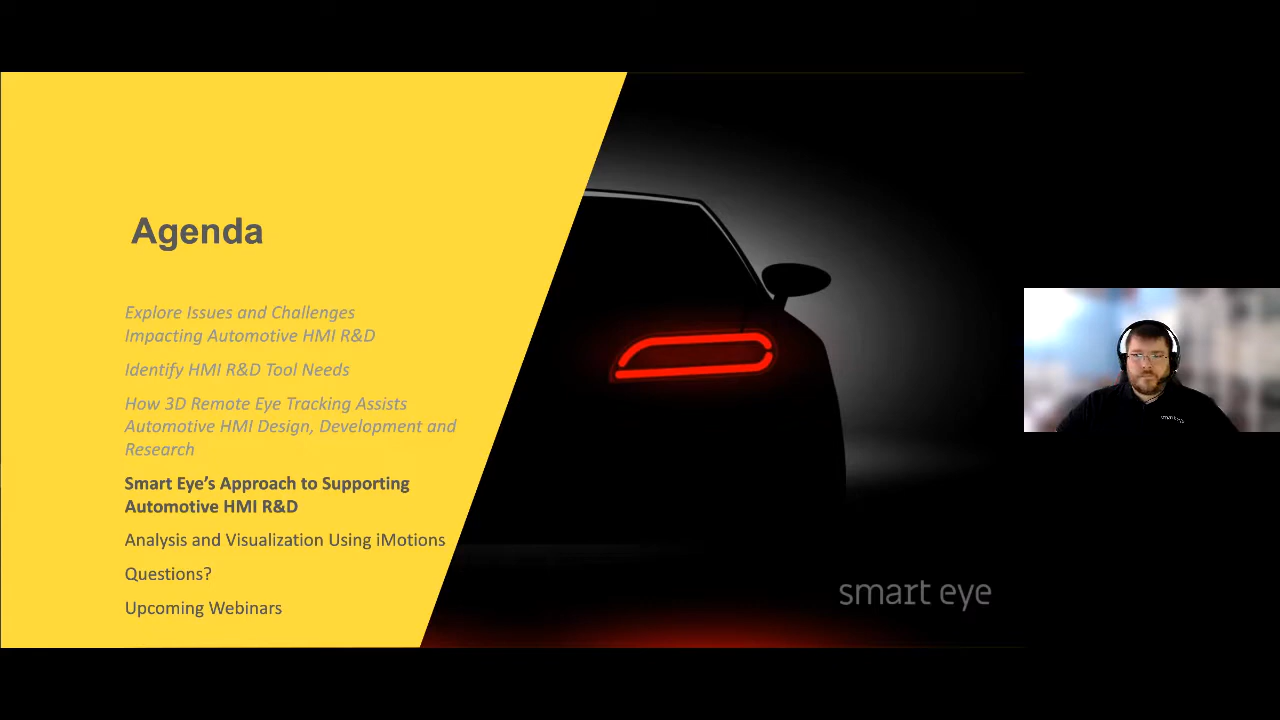 Agenda
Explore Issues and Challenges
Impacting Automotive HMI R&D
Identify HMI R&D Tool Needs
How 3D Remote Eye Tracking Assists
Automotive HMI Design, Development and
Research
Smart Eye’s Approach to Supporting
Automotive HMI R&D
Analysis and Visualization Using iMotions
Questions?
Upcoming Webinars
smart eye